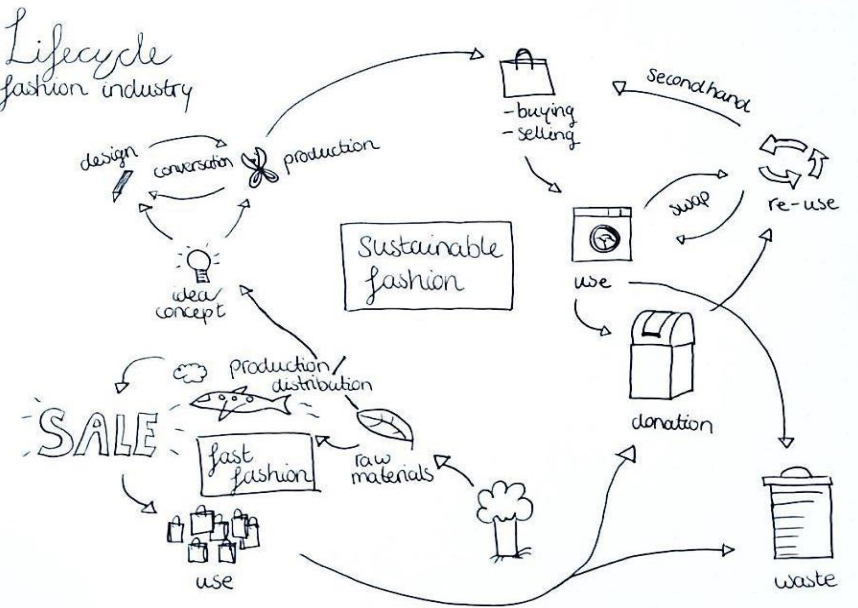 Lifecycle
fashion industry
-buying
-selling
secondhand
design
conversation
production
swap
re-use
sustainable
fashion
use
idea/
concept
production/
distribution
donation
SALE
fast
fashion
raw
materials
use
waste